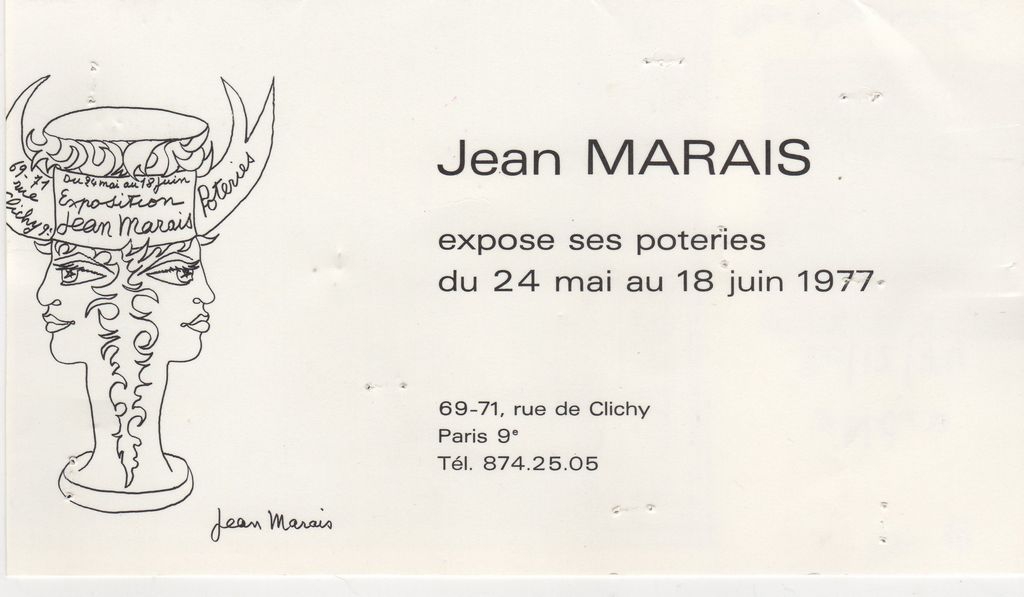 69-71
rue
Clichy 9.
du 24 mai au 18 juin
Exposition
Jean Marais
Poteries
Jean MARAIS
expose ses poteries
du 24 mai au 18 juin 1977
69-71, rue de Clichy
Paris 9e
Tél. 874.25.05
Jean Marais